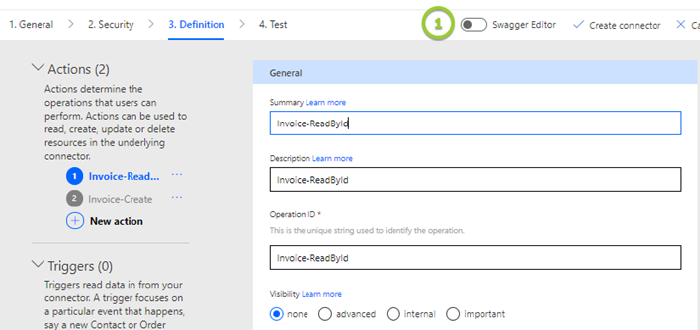 1. General > 2. Security > 3. Definition > 4. Test 1 Swagger Editor Create connector Ca
Actions (2)
Actions determine the
operations that users can
perform. Actions can be used to
read, create, update or delete
resources in the underlying
connector.
1 Invoice-Read... ...
2 Invoice-Create ...
New action
Triggers (0)
Triggers read data in from your
connector. A trigger focuses on
a particular event that happens,
say a new Contact or Order
General
Summary Learn more
Invoice-ReadById
Description Learn more
Invoice-ReadById
Operation ID *
This is the unique string used to identify the operation.
Invoice-ReadById
Visibility Learn more
none advanced internal important